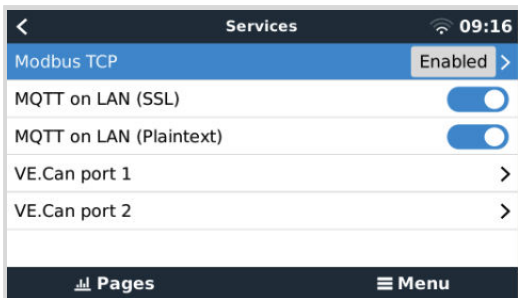 Services 09:16
Modbus TCP Enabled
MQTT on LAN (SSL)
MQTT on LAN (Plaintext)
VE.Can port 1
VE.Can port 2
Pages Menu